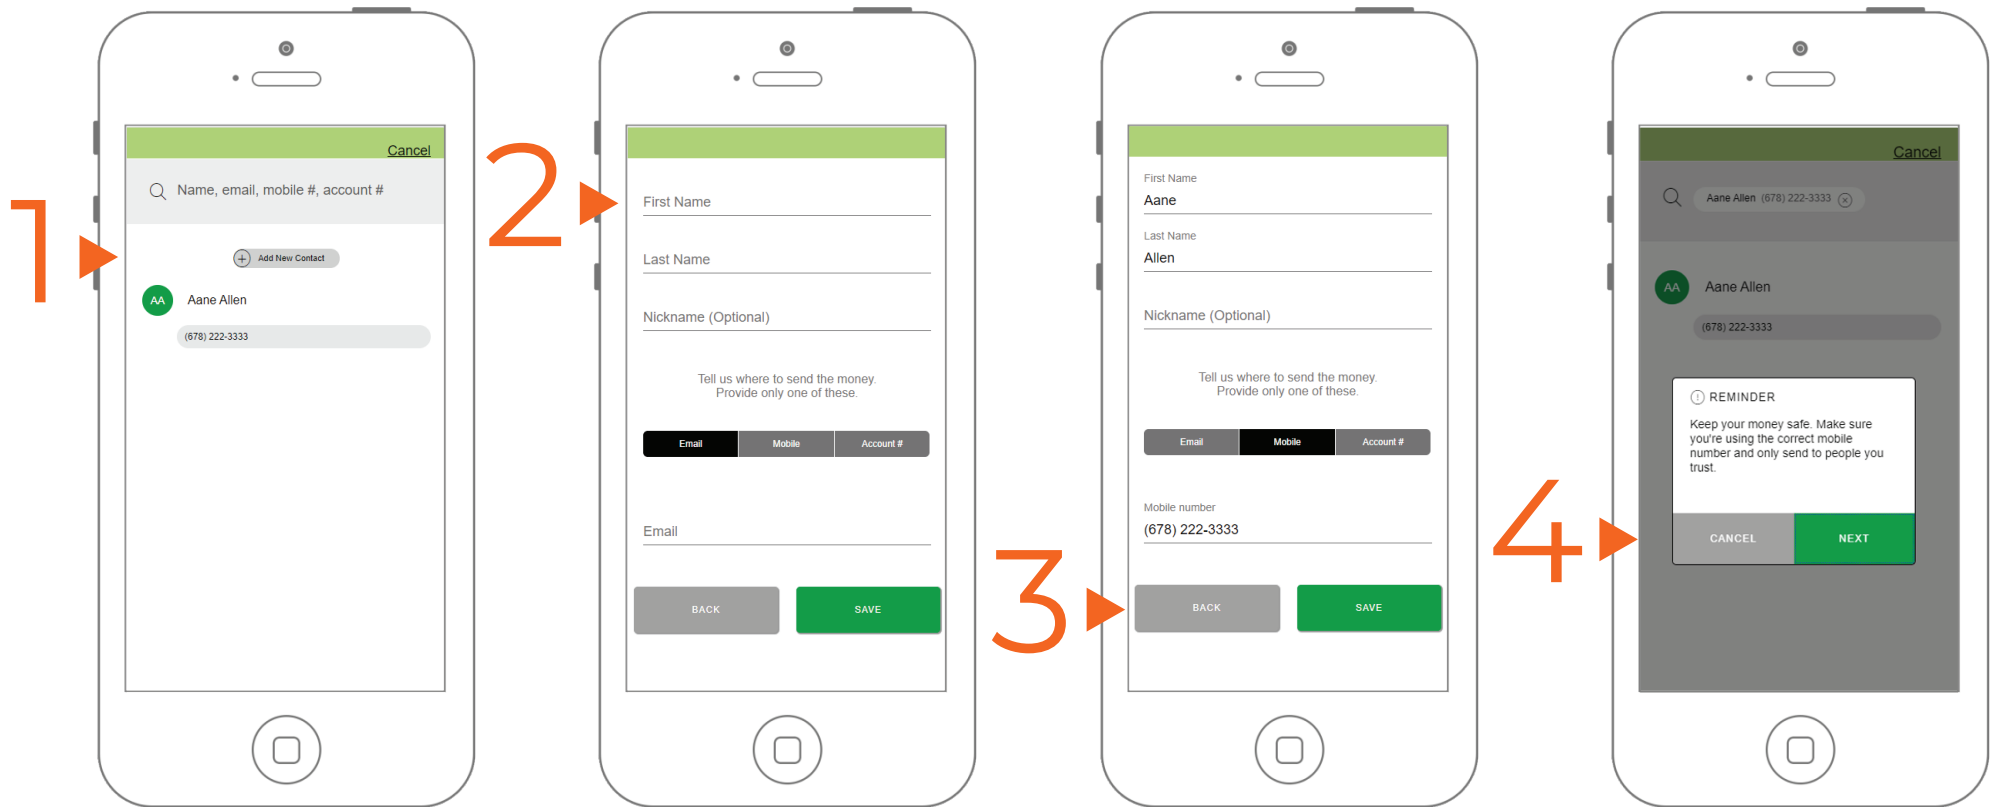 1
Cancel
Name, email, mobile #, account #
Add New Contact
AA
Aane Allen
(678) 222-3333
2
First Name
Last Name
Nickname (Optional)
Tell us where to send the money.
Provide only one of these.
Email Mobile Account #
Email
BACK SAVE
3
First Name
Aane
Last Name
Allen
Nickname (Optional)
Tell us where to send the money.
Provide only one of these.
Email Mobile Account #
Mobile number
(678) 222-3333
BACK SAVE
4
Cancel
Aane Allen (678) 222-3333
AA
Aane Allen
(678) 222-3333
REMINDER
Keep your money safe. Make sure
you're using the correct mobile
number and only send to people you
trust.
CANCEL NEXT